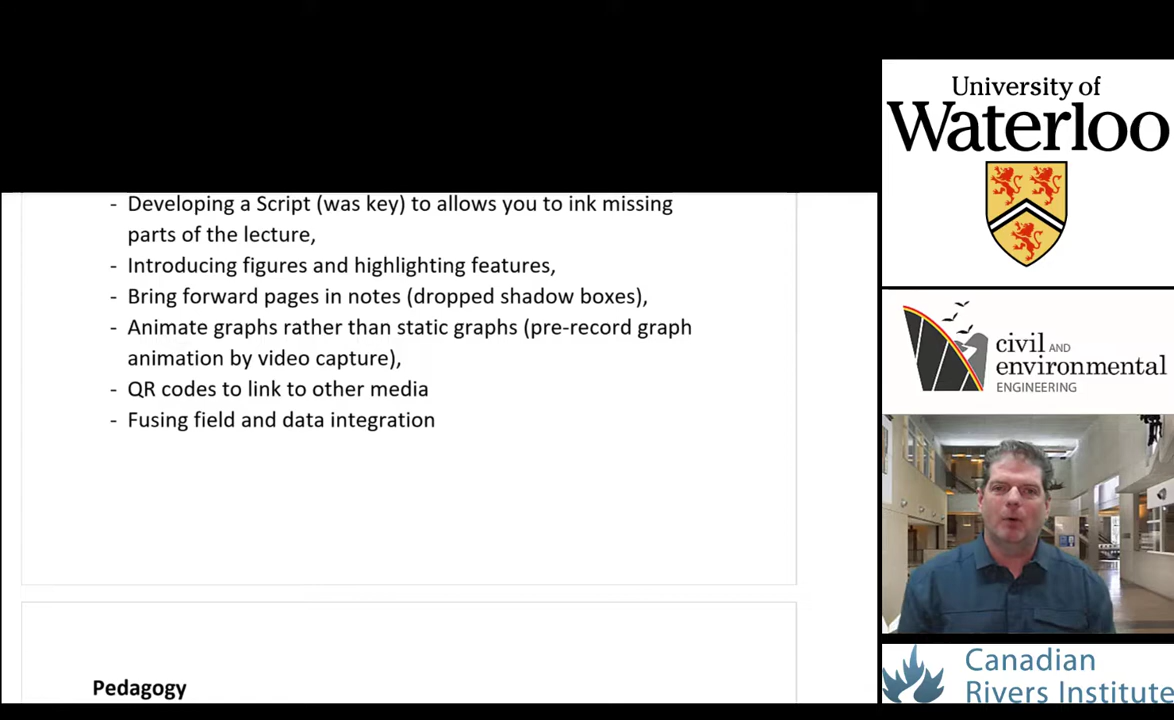 - Developing a Script (was key) to allows you to ink missing
parts of the lecture,
- Introducing figures and highlighting features,
- Bring forward pages in notes (dropped shadow boxes),
- Animate graphs rather than static graphs (pre-record graph
animation by video capture),
- QR codes to link to other media
- Fusing field and data integration
Pedagogy
University of
Waterloo
civil AND
environmental
ENGINEERING
Canadian
Rivers Institute